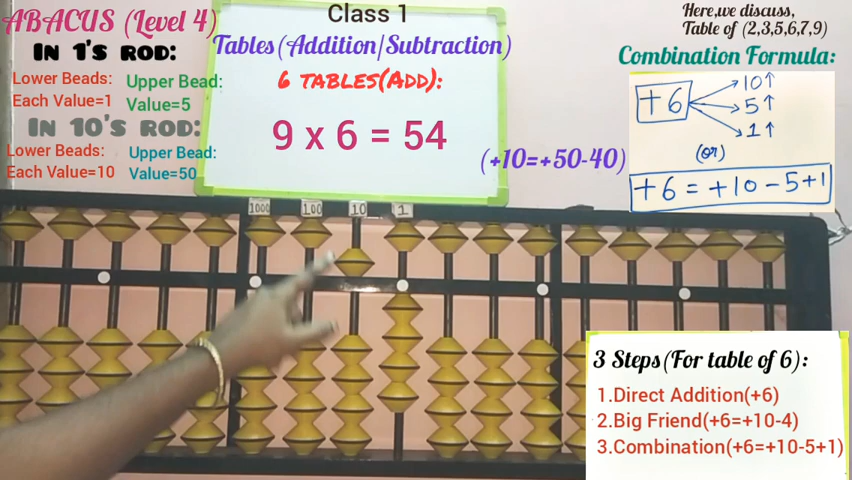 ABACUS (Level 4)
IN 1'S ROD:
Lower Beads:
Each Value=1
Upper Bead:
Value=5
IN 10'S ROD:
Lower Beads:
Each Value=10
Upper Bead:
Value=50
Class 1
Tables(Addition/Subtraction)
6 TABLES(ADD):
9 x 6 = 54
(+10=+50-40)
Here,we discuss,
Table of (2,3,5,6,7,9)
Combination Formula:
+6
10↑
5↑
1↑
(or)
+6 = +10 -5+1
1000 100 10 1
3 Steps(For table of 6):
1.Direct Addition(+6)
2.Big Friend(+6=+10-4)
3.Combination(+6=+10-5+1)